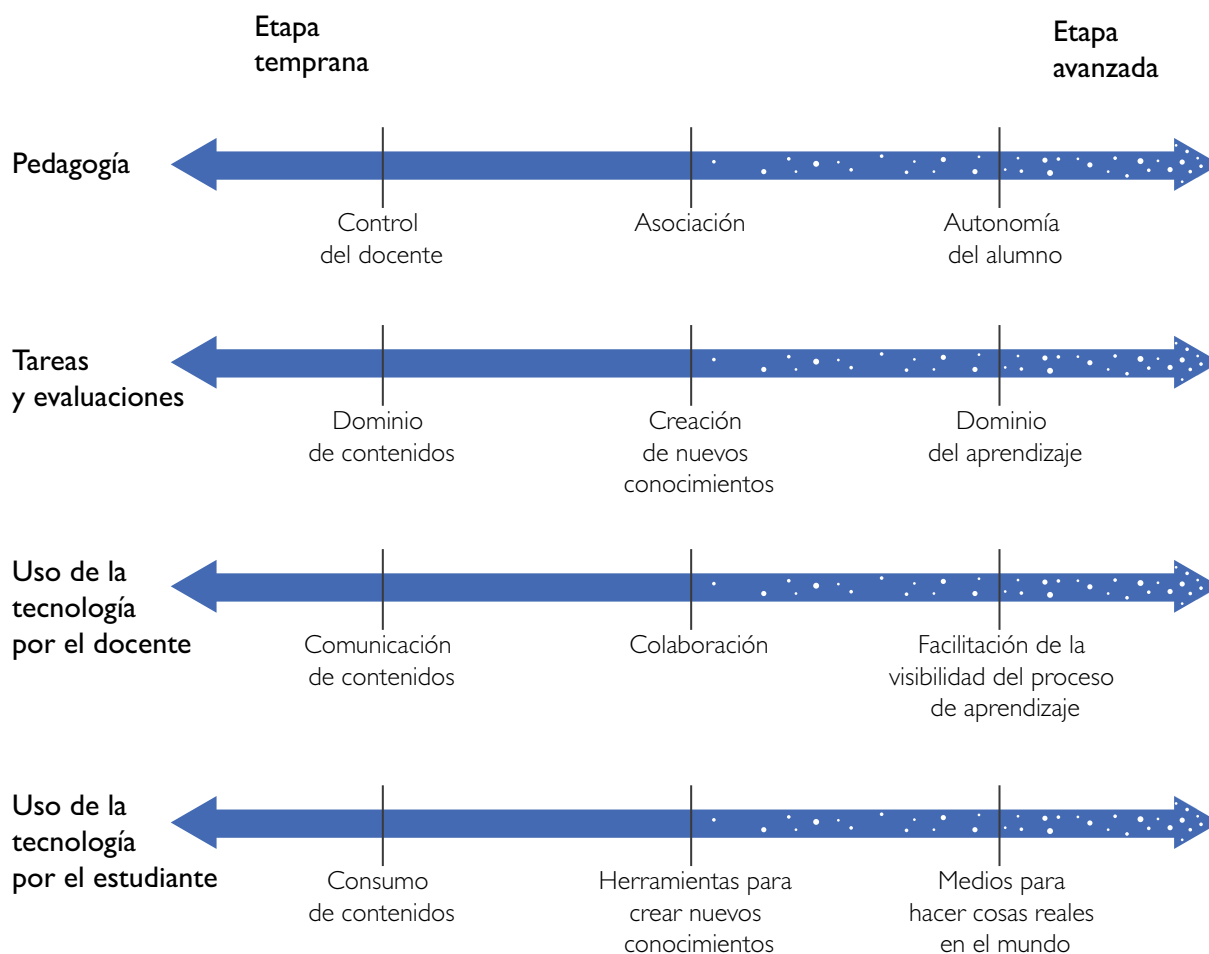 Etapa
temprana
Etapa
avanzada
Pedagogía
Control
del docente
Asociación
Autonomía
del alumno
Tareas
y evaluaciones
Dominio
de contenidos
Creación
de nuevos
conocimientos
Dominio
del aprendizaje
Uso de la
tecnología
por el docente
Comunicación
de contenidos
Colaboración
Facilitación de la
visibilidad del proceso
de aprendizaje
Uso de la
tecnología
por el estudiante
Consumo
de contenidos
Herramientas para
crear nuevos
conocimientos
Medios para
hacer cosas reales
en el mundo